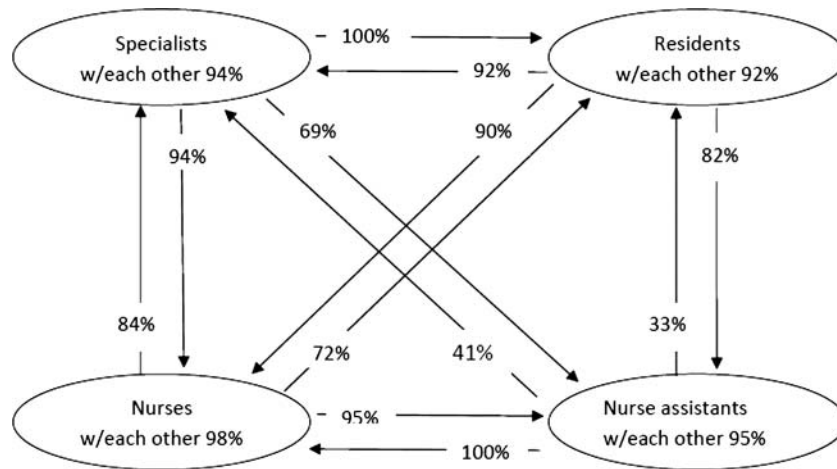 Specialists
w/each other 94%
100%
92%
Residents
w/each other 92%
94%
69%
90%
82%
84%
72%
41%
33%
Nurses
w/each other 98%
95%
100%
Nurse assistants
w/each other 95%